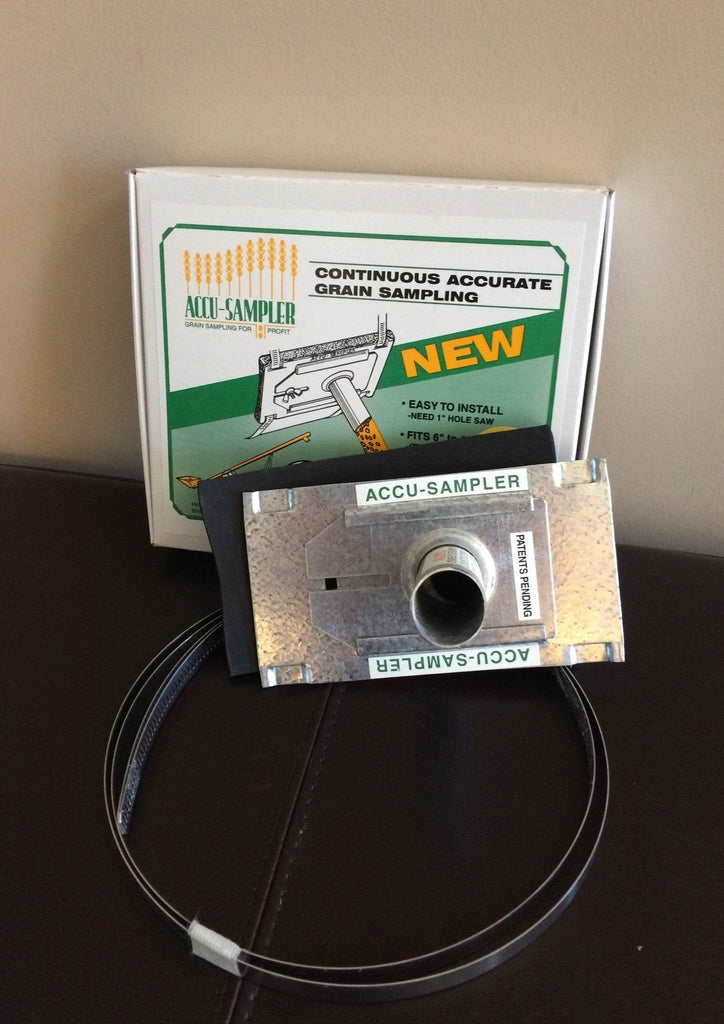 CONTINUOUS ACCURATE
GRAIN SAMPLING
ACCU-SAMPLER
GRAIN SAMPLING FOR PROFIT
NEW
• EASY TO INSTALL
-NEED 1" HOLE SAW
• FITS 6" to
ACCU-SAMPLER
PATENTS PENDING
ACCU-SAMPLER